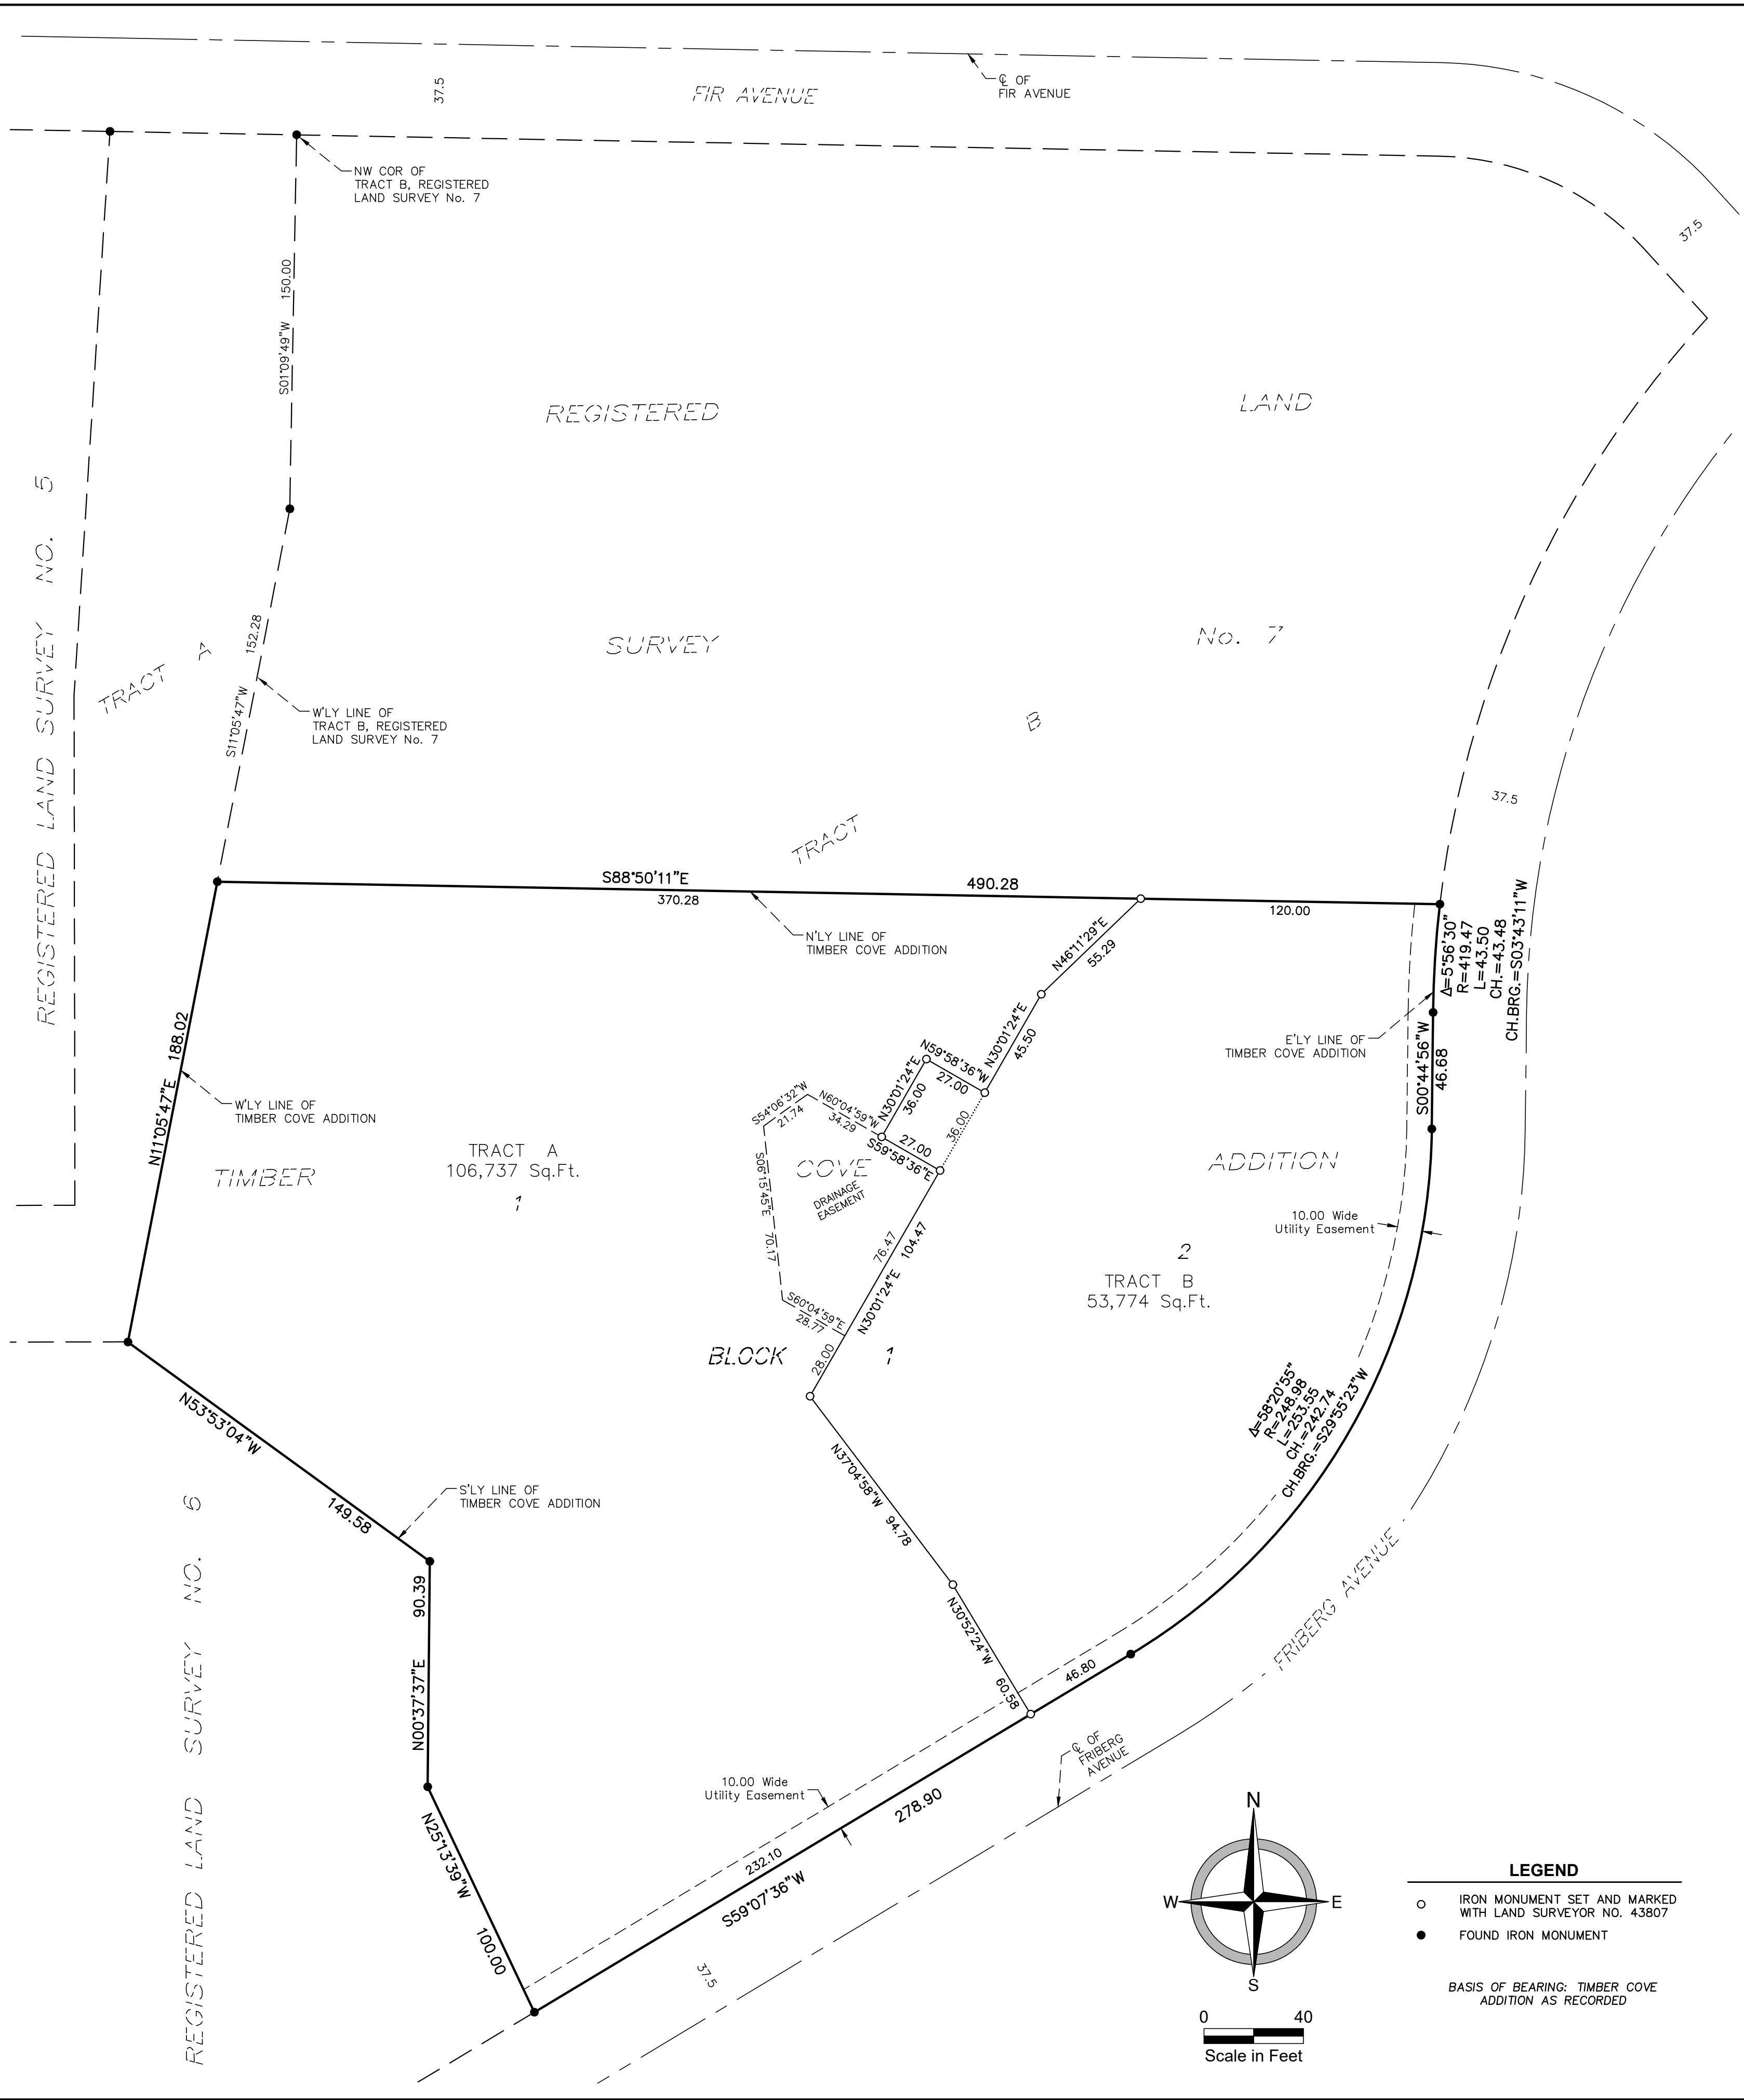 ℄ OF
FIR AVENUE
37.5
FIR AVENUE
NW COR OF
TRACT B, REGISTERED
LAND SURVEY No. 7
37.5
S01°09'49"W 150.00
REGISTERED LAND
REGISTERED LAND SURVEY NO. 5
SURVEY No. 7
TRACT A
S11°05'47"W 152.28
W'LY LINE OF
TRACT B, REGISTERED
LAND SURVEY No. 7
TRACT B
37.5
S88°50'11"E 490.28
370.28
120.00
N'LY LINE OF
TIMBER COVE ADDITION
N46°11'29"E
55.29
Δ=5°56'30"
R=419.47
L=43.50
CH.=43.48
CH.BRG.=S03°43'11"W
E'LY LINE OF
TIMBER COVE ADDITION
S00°44'56"W
46.68
N30°01'24"E
45.50
N59°58'36"W
27.00
N30°01'24"E
36.00
36.00
27.00
S59°58'36"E
N11°05'47"E 188.02
W'LY LINE OF
TIMBER COVE ADDITION
S54°06'32"W
21.74
N60°04'59"W
34.29
S06°15'45"E 70.17
TRACT A
106,737 Sq.Ft.
1
TIMBER COVE ADDITION
DRAINAGE
EASEMENT
10.00 Wide
Utility Easement
2
TRACT B
53,774 Sq.Ft.
76.47
N30°01'24"E 104.47
S60°04'59"E
28.77
28.00
BLOCK 1
Δ=58°20'55"
R=248.98
L=253.55
CH.=242.74
CH.BRG.=S29°55'23"W
N53°53'04"W
149.58
S'LY LINE OF
TIMBER COVE ADDITION
N37°04'58"W 94.78
N00°37'37"E 90.39
N30°52'24"W 60.58
46.80
FRIBERG AVENUE
℄ OF
FRIBERG
AVENUE
REGISTERED LAND SURVEY NO. 6
10.00 Wide
Utility Easement
278.90
232.10
S59°07'36"W
N25°13'39"W 100.00
37.5
N
W E
S
0 40
Scale in Feet
LEGEND
IRON MONUMENT SET AND MARKED
WITH LAND SURVEYOR NO. 43807
FOUND IRON MONUMENT
BASIS OF BEARING: TIMBER COVE
ADDITION AS RECORDED